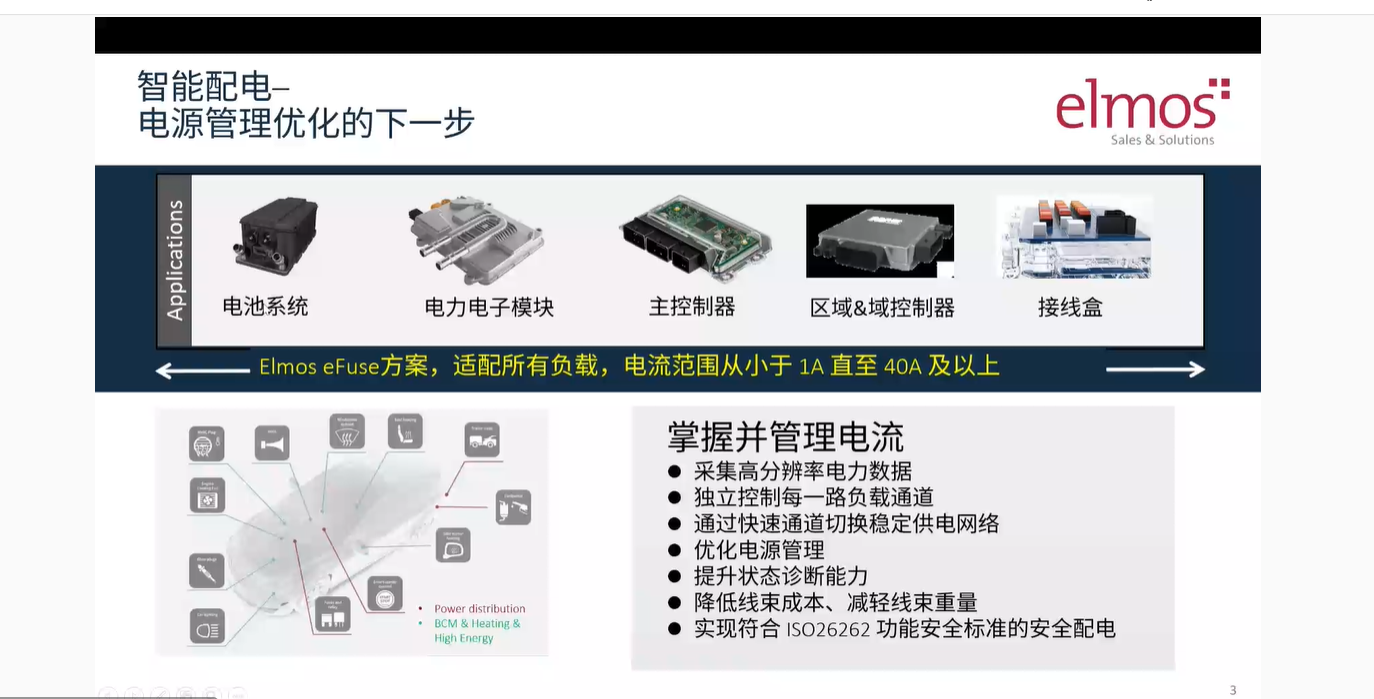 智能配电–
电源管理优化的下一步
elmos
Sales & Solutions
Applications
电池系统
电力电子模块
主控制器
区域&域控制器
接线盒
Elmos eFuse方案，适配所有负载，电流范围从小于 1A 直至 40A 及以上
• Power distribution
• BCM & Heating &
High Energy
掌握并管理电流
● 采集高分辨率电力数据
● 独立控制每一路负载通道
● 通过快速通道切换稳定供电网络
● 优化电源管理
● 提升状态诊断能力
● 降低线束成本、减轻线束重量
● 实现符合 ISO26262 功能安全标准的安全配电
3